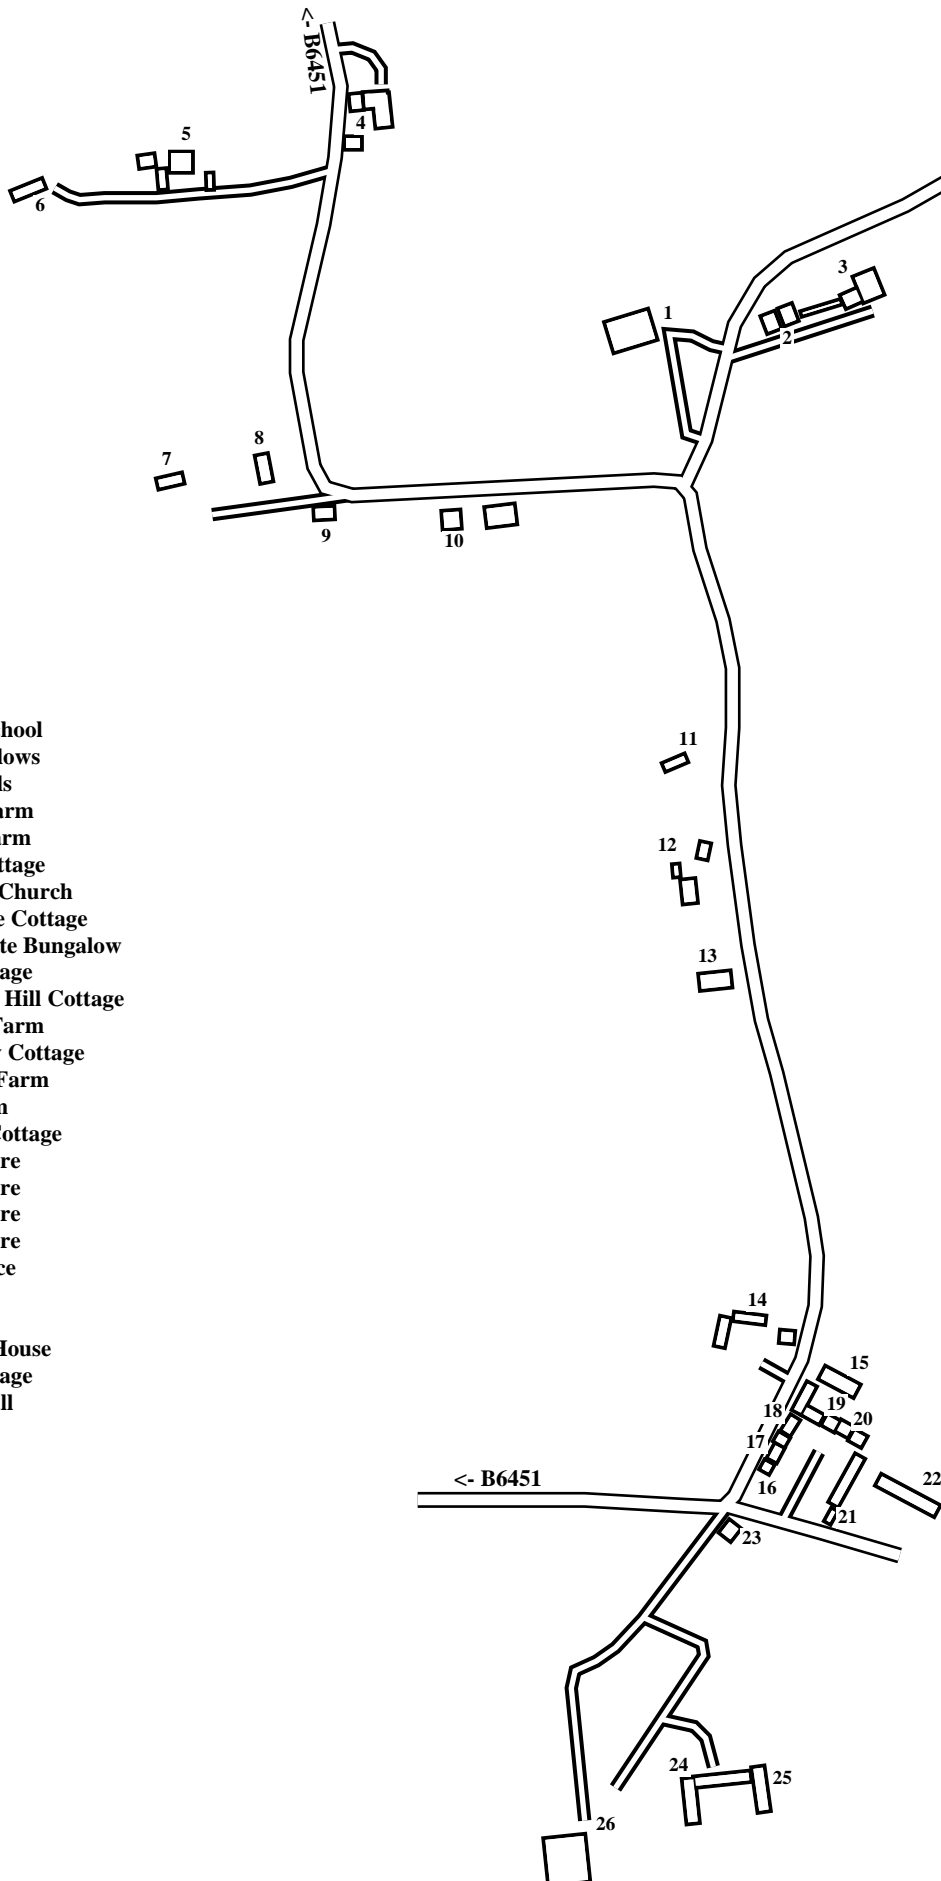 <- B6451
4
5
6
3
1
2
8
7
9
10
hool
lows
ls
arm
arm
ttage
Church
e Cottage
te Bungalow
age
Hill Cottage
Farm
Cottage
Farm
m
Cottage
re
re
re
re
ce
House
age
ll
11
12
13
14
15
18
19
20
17
16
<- B6451
22
21
23
24
25
26